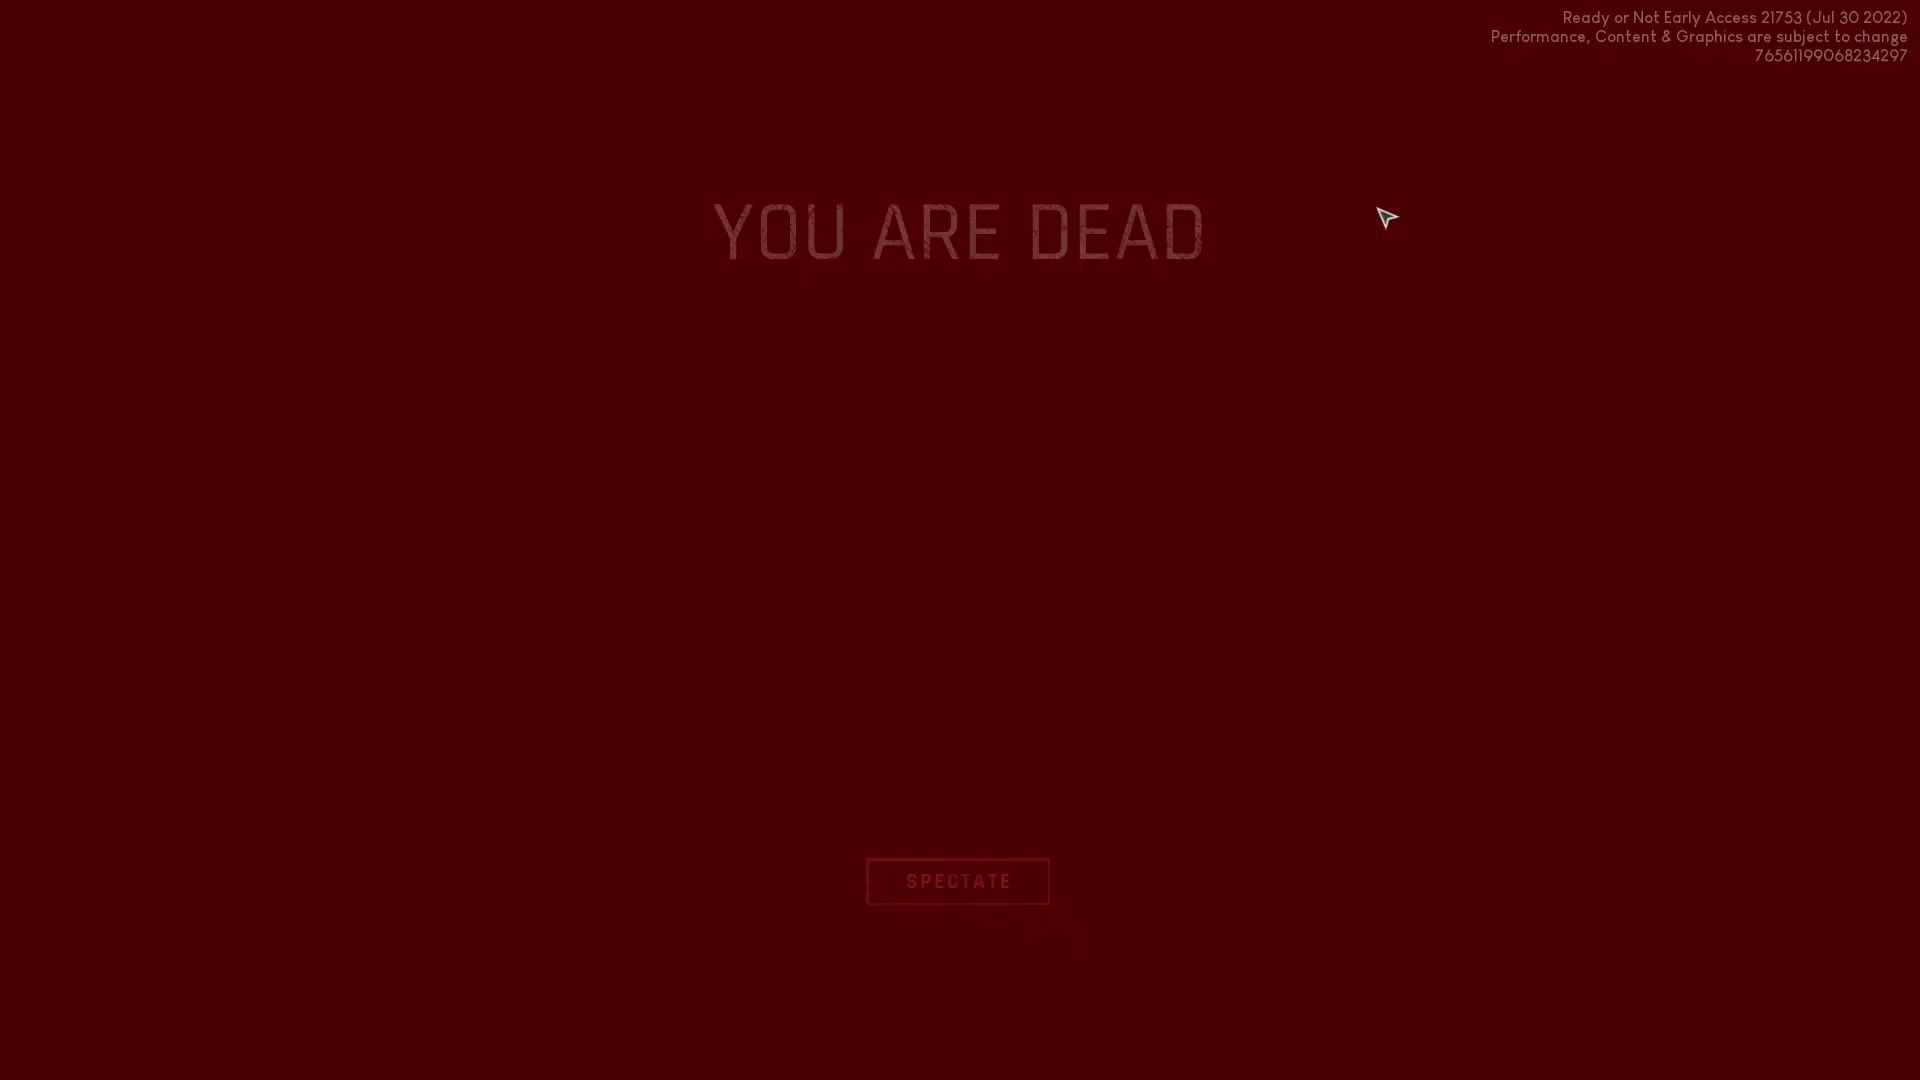 Ready or Not Early Access 21753 (Jul 30 2022)
Performance, Content & Graphics are subject to change
76561199068234297
YOU ARE DEAD
SPECTATE